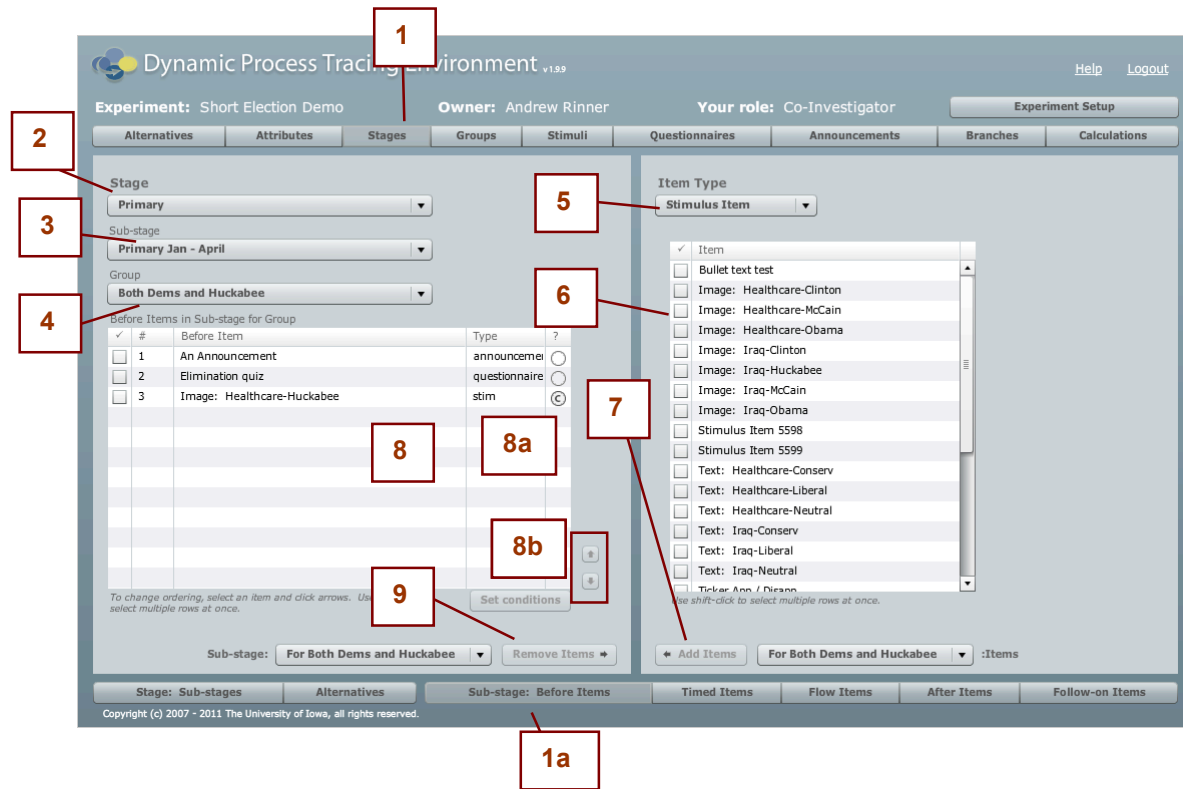 1
Dynamic Process Tracing Environment v1.9.9
Help Logout
Experiment: Short Election Demo Owner: Andrew Rinner Your role: Co-Investigator Experiment Setup
Alternatives Attributes Stages Groups Stimuli Questionnaires Announcements Branches Calculations
2
Stage
Primary
3
Sub-stage
Primary Jan - April
Group
Both Dems and Huckabee
4
Before Items in Sub-stage for Group
✓ # Before Item Type ?
1 An Announcement announcemen
2 Elimination quiz questionnaire
3 Image: Healthcare-Huckabee stim C
8
8a
8b
To change ordering, select an item and click arrows.
select multiple rows at once.
Set conditions
9
Sub-stage: For Both Dems and Huckabee Remove Items
5
Item Type
Stimulus Item
6
✓ Item
Bullet text test
Image: Healthcare-Clinton
Image: Healthcare-McCain
Image: Healthcare-Obama
Image: Iraq-Clinton
Image: Iraq-Huckabee
Image: Iraq-McCain
Image: Iraq-Obama
Stimulus Item 5598
Stimulus Item 5599
Text: Healthcare-Conserv
Text: Healthcare-Liberal
Text: Healthcare-Neutral
Text: Iraq-Conserv
Text: Iraq-Liberal
Text: Iraq-Neutral
7
Use shift-click to select multiple rows at once.
Add Items For Both Dems and Huckabee :Items
Stage: Sub-stages Alternatives Sub-stage: Before Items Timed Items Flow Items After Items Follow-on Items
Copyright (c) 2007 - 2011 The University of Iowa, all rights reserved.
1a